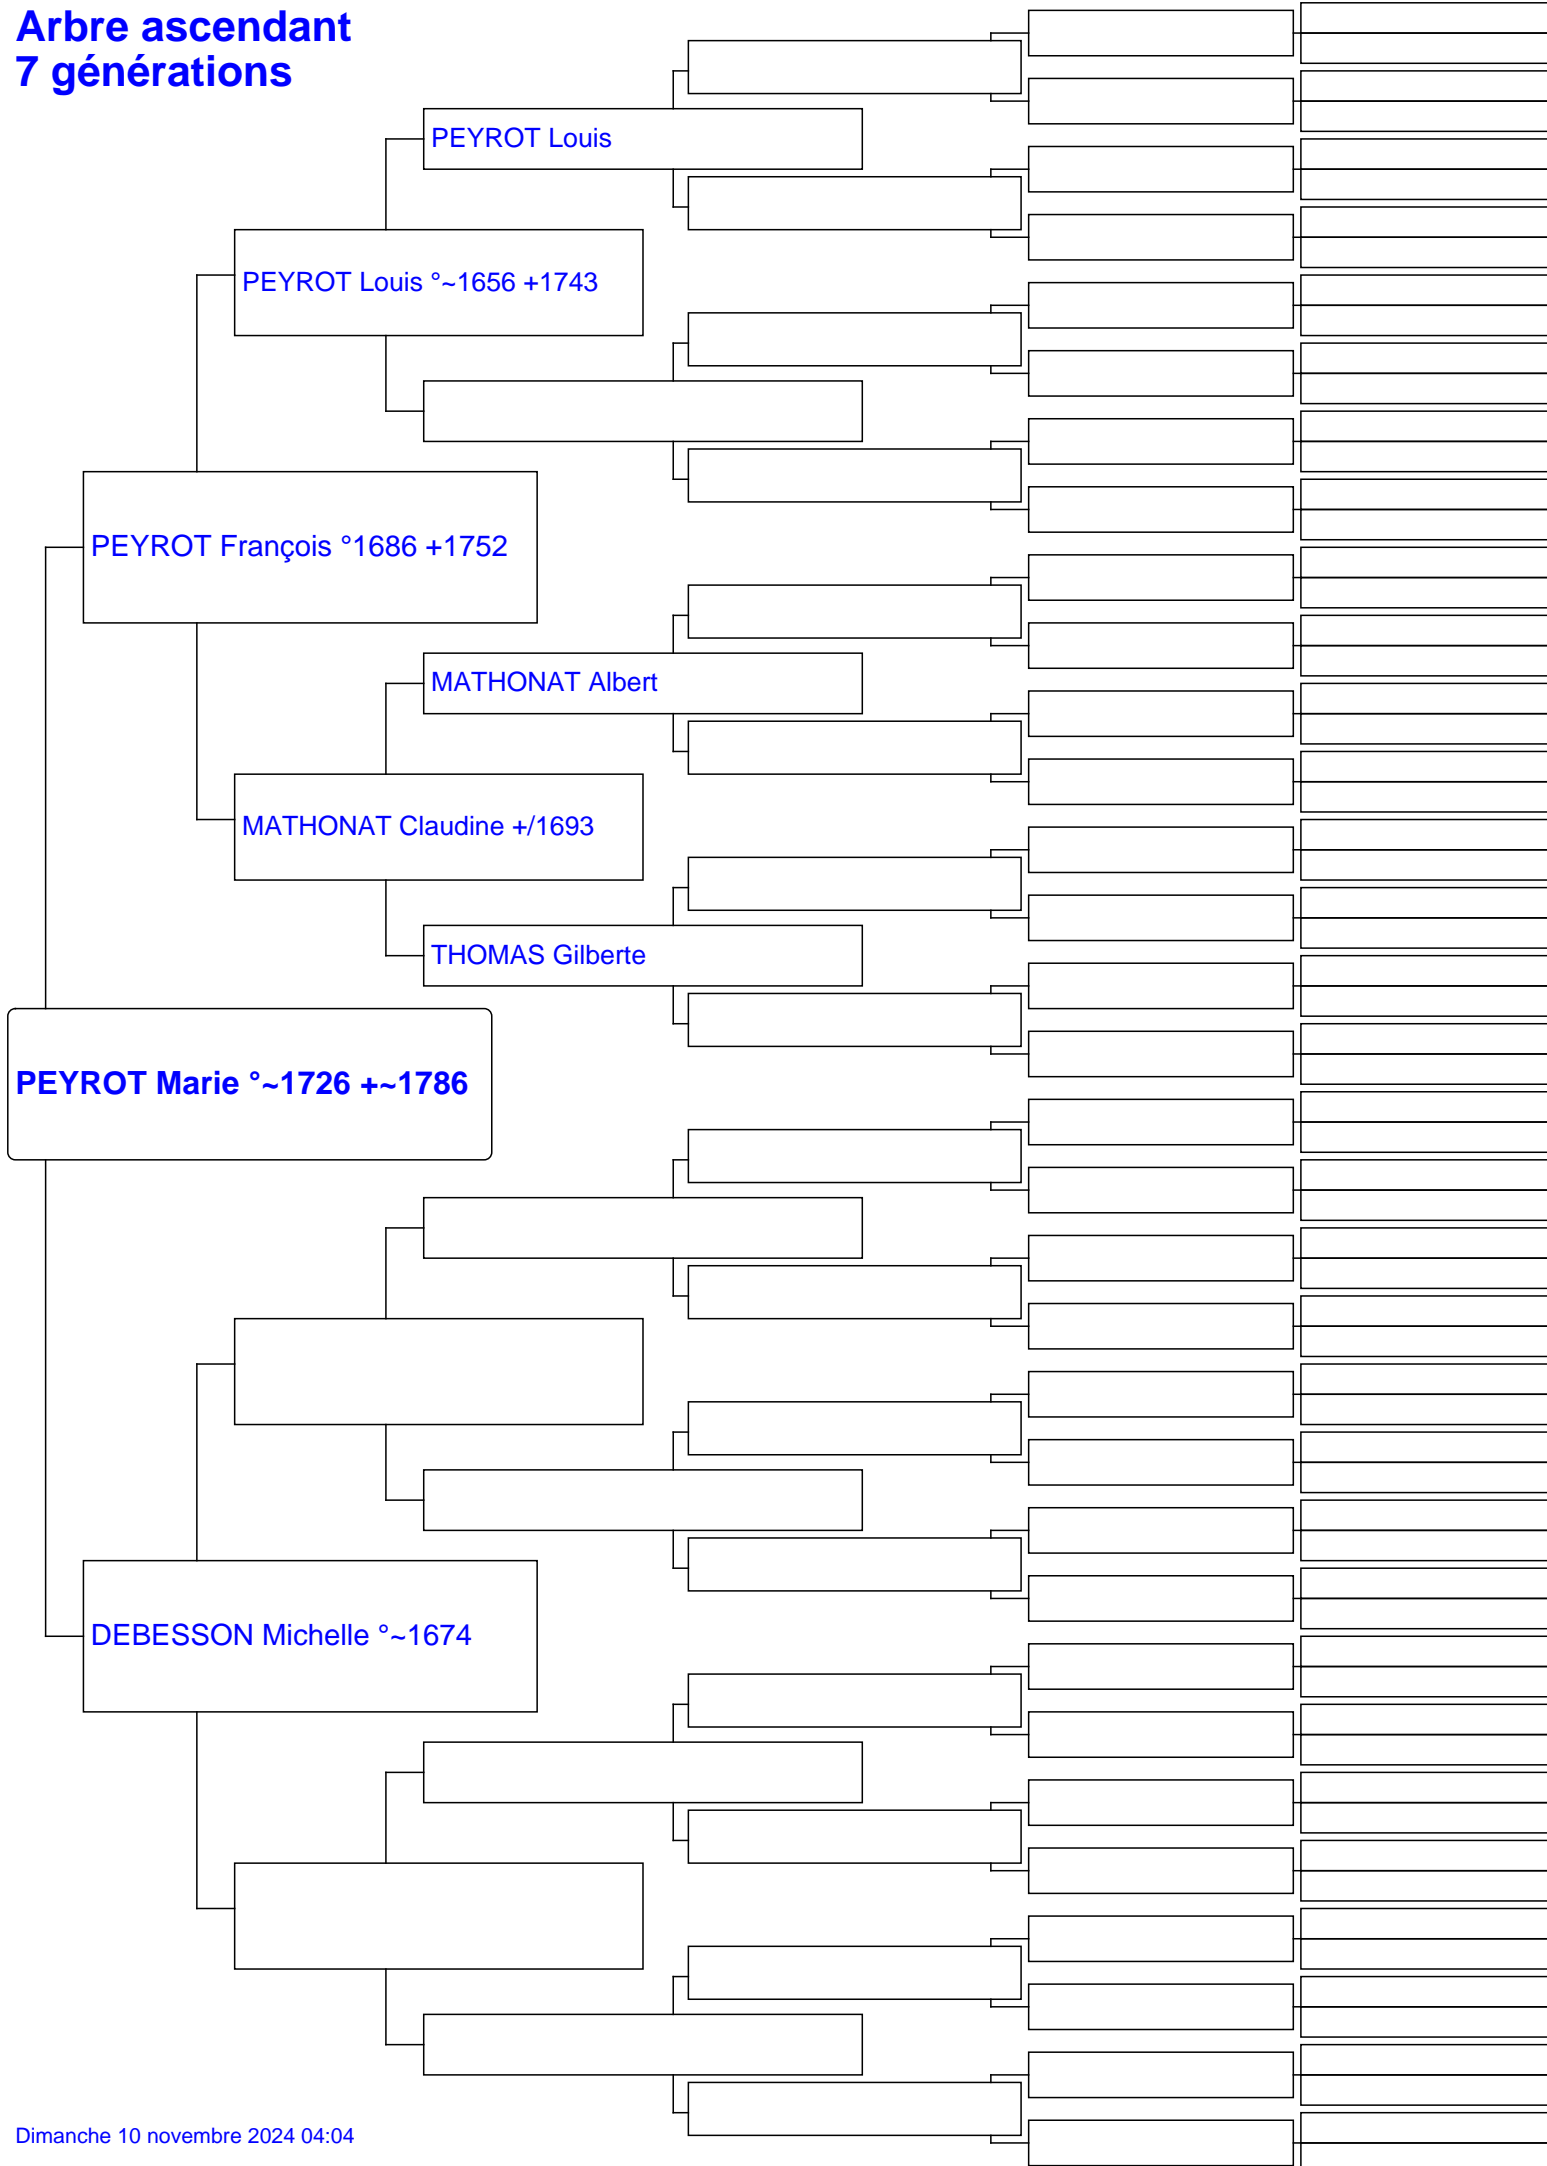 Arbre ascendant
7 générations
PEYROT Louis
PEYROT Louis °~1656 +1743
PEYROT François °1686 +1752
MATHONAT Albert
MATHONAT Claudine +/1693
THOMAS Gilberte
PEYROT Marie °~1726 +~1786
DEBESSON Michelle °~1674
Dimanche 10 novembre 2024 04:04